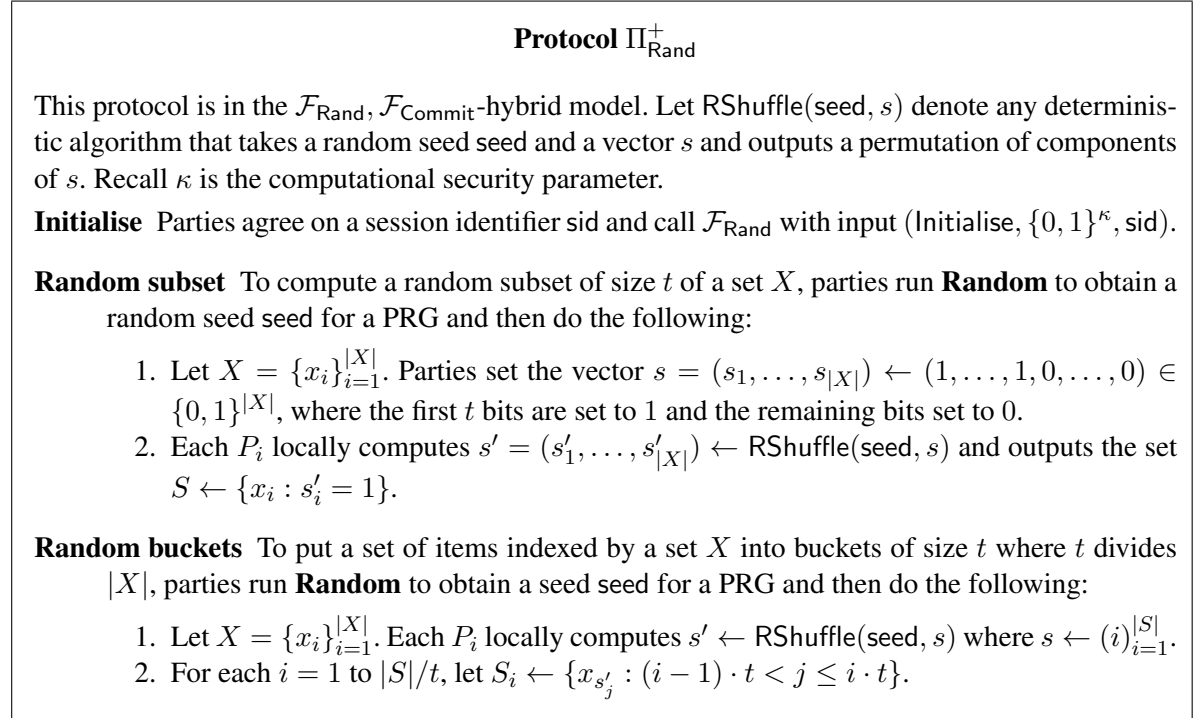 Protocol Π⁺_Rand
This protocol is in the F_Rand, F_Commit-hybrid model. Let RShuffle(seed, s) denote any determinis-
tic algorithm that takes a random seed seed and a vector s and outputs a permutation of components
of s. Recall κ is the computational security parameter.
Initialise Parties agree on a session identifier sid and call F_Rand with input (Initialise, {0, 1}^κ, sid).
Random subset To compute a random subset of size t of a set X, parties run Random to obtain a
random seed seed for a PRG and then do the following:
1. Let X = {x_i}_{i=1}^{|X|}. Parties set the vector s = (s_1, . . . , s_{|X|}) ← (1, . . . , 1, 0, . . . , 0) ∈
{0, 1}^{|X|}, where the first t bits are set to 1 and the remaining bits set to 0.
2. Each P_i locally computes s′ = (s′_1, . . . , s′_{|X|}) ← RShuffle(seed, s) and outputs the set
S ← {x_i : s′_i = 1}.
Random buckets To put a set of items indexed by a set X into buckets of size t where t divides
|X|, parties run Random to obtain a seed seed for a PRG and then do the following:
1. Let X = {x_i}_{i=1}^{|X|}. Each P_i locally computes s′ ← RShuffle(seed, s) where s ← (i)_{i=1}^{|S|}.
2. For each i = 1 to |S|/t, let S_i ← {x_{s′_j} : (i − 1) · t < j ≤ i · t}.